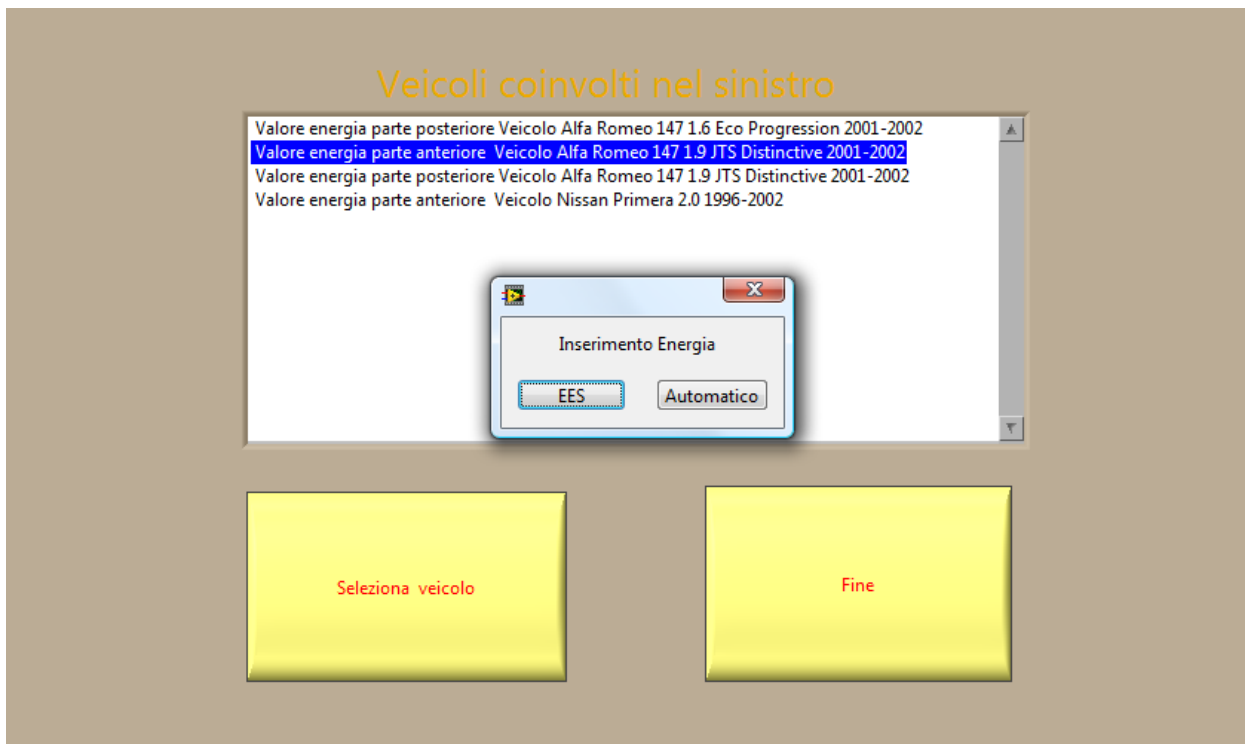 Veicoli coinvolti nel sinistro
Valore energia parte posteriore Veicolo Alfa Romeo 147 1.6 Eco Progression 2001-2002
Valore energia parte anteriore  Veicolo Alfa Romeo 147 1.9 JTS Distinctive 2001-2002
Valore energia parte posteriore Veicolo Alfa Romeo 147 1.9 JTS Distinctive 2001-2002
Valore energia parte anteriore  Veicolo Nissan Primera 2.0 1996-2002
Inserimento Energia
EES Automatico
Seleziona  veicolo
Fine